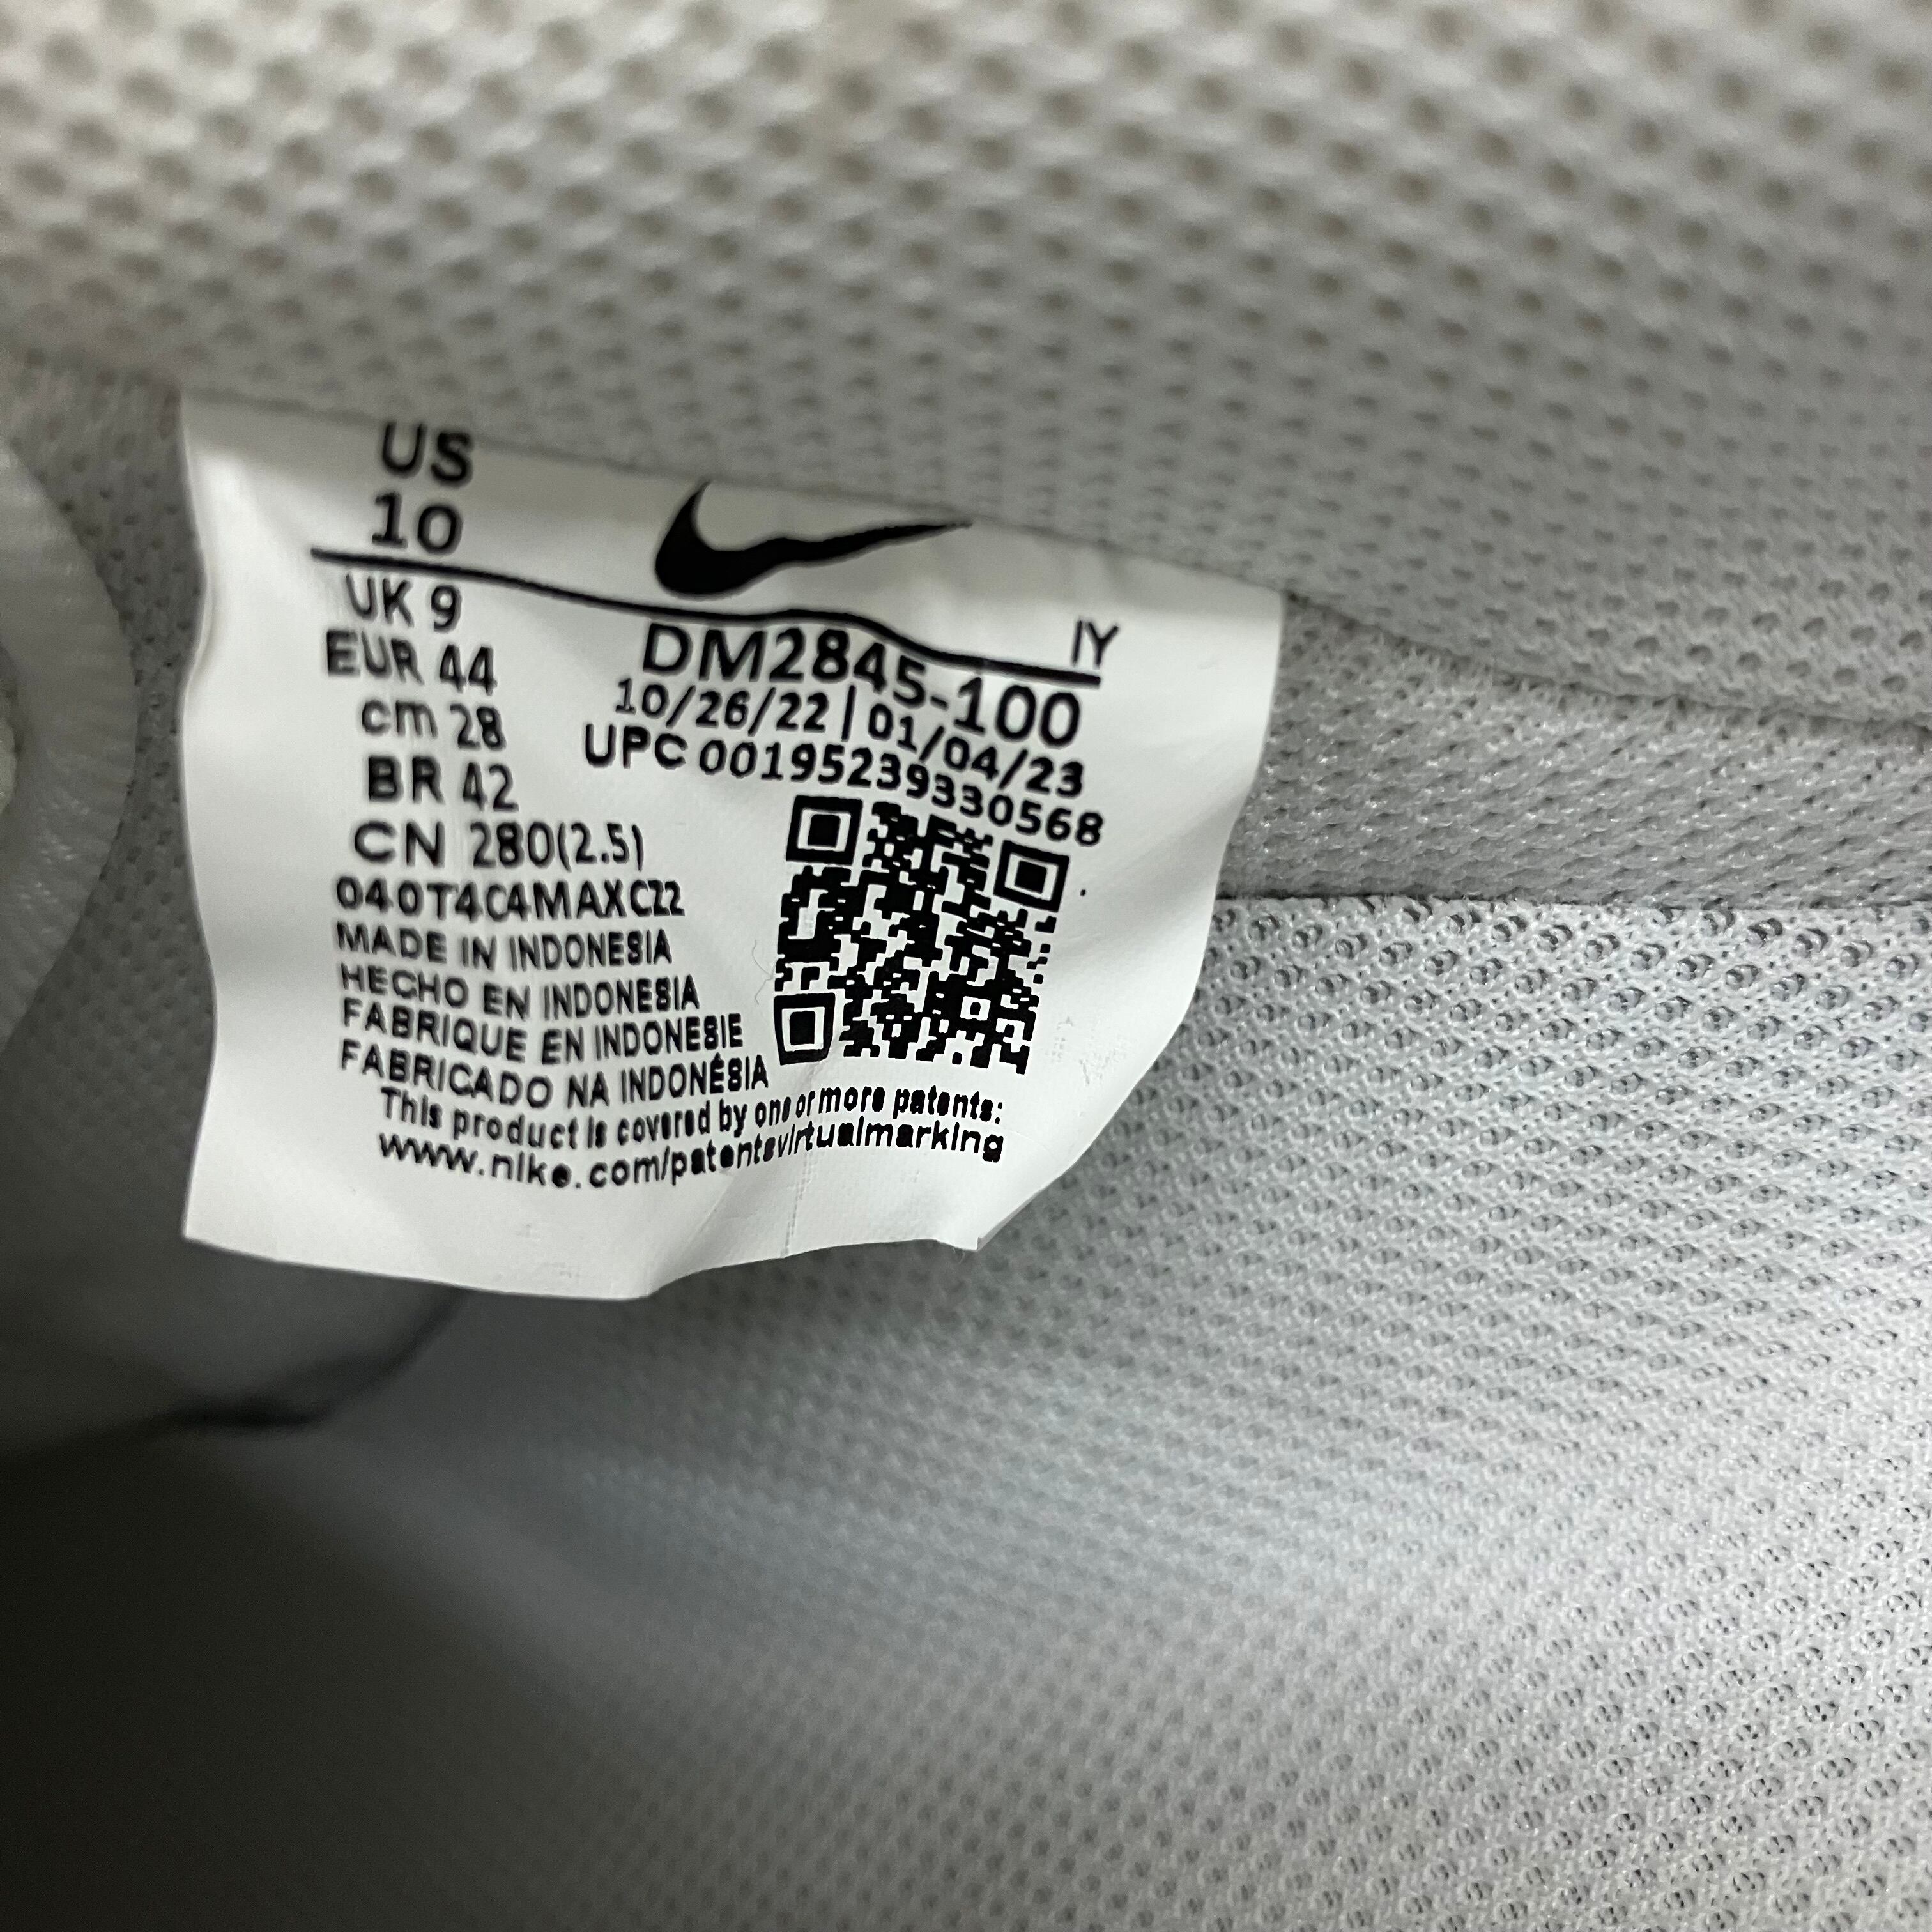 US
10
UK 9
EUR 44
cm 28
BR 42
CN 280(2.5)
IY
DM2845-100
10/26/22 | 01/04/23
UPC 00195239330568
040T4C4MAXCZ2
MADE IN INDONESIA
HECHO EN INDONESIA
FABRIQUE EN INDONESIE
FABRICADO NA INDONÉSIA
This product is covered by one or more patents:
www.nike.com/patentsvirtualmarking